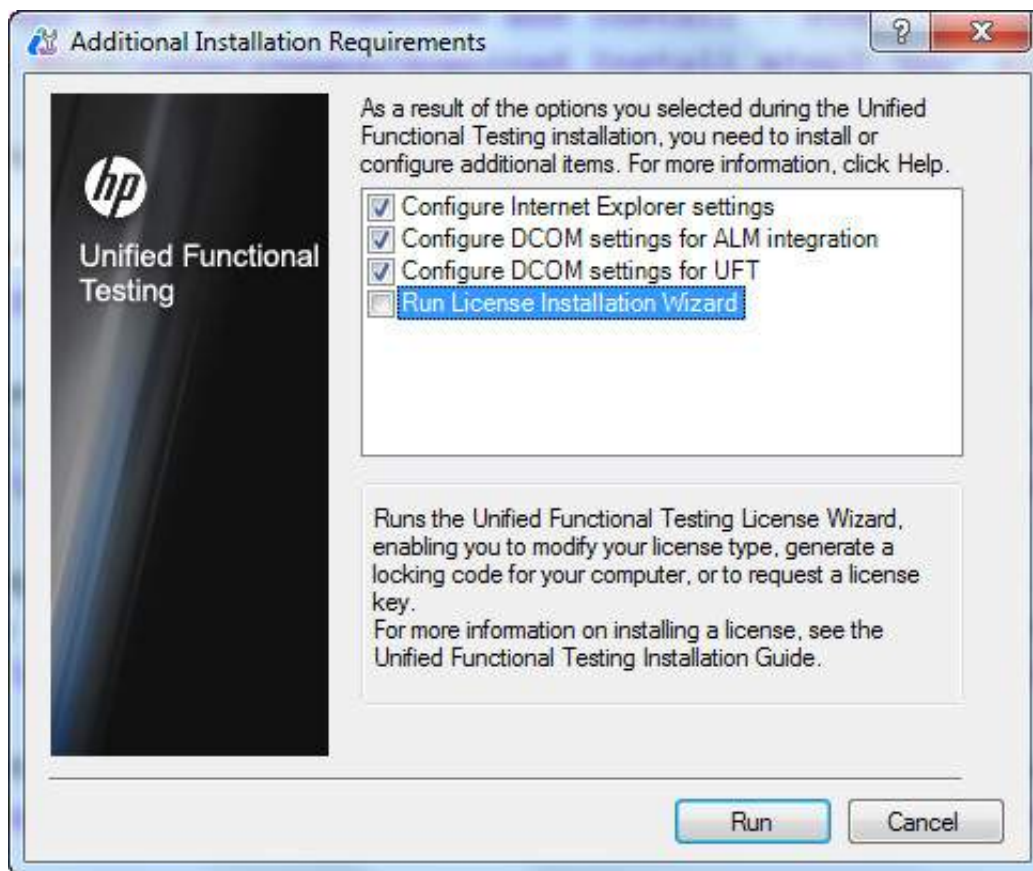 Additional Installation Requirements
?
X
hp
Unified Functional
Testing
As a result of the options you selected during the Unified
Functional Testing installation, you need to install or
configure additional items. For more information, click Help.
Configure Internet Explorer settings
Configure DCOM settings for ALM integration
Configure DCOM settings for UFT
Run License Installation Wizard
Runs the Unified Functional Testing License Wizard,
enabling you to modify your license type, generate a
locking code for your computer, or to request a license
key.
For more information on installing a license, see the
Unified Functional Testing Installation Guide.
Run
Cancel